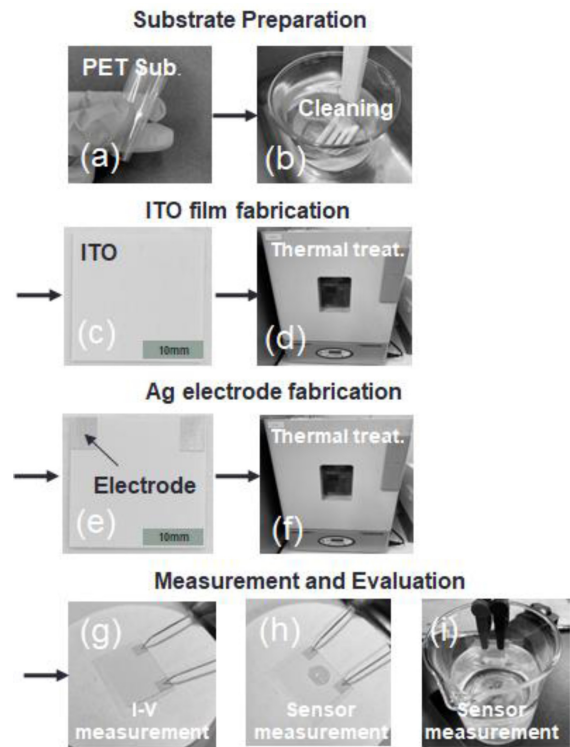 Substrate Preparation
PET Sub.
(a)
Cleaning
(b)
ITO film fabrication
ITO
(c)
10mm
Thermal treat.
(d)
Ag electrode fabrication
Electrode
(e)
10mm
Thermal treat.
(f)
Measurement and Evaluation
(g)
I-V
measurement
(h)
Sensor
measurement
(i)
Sensor
measurement